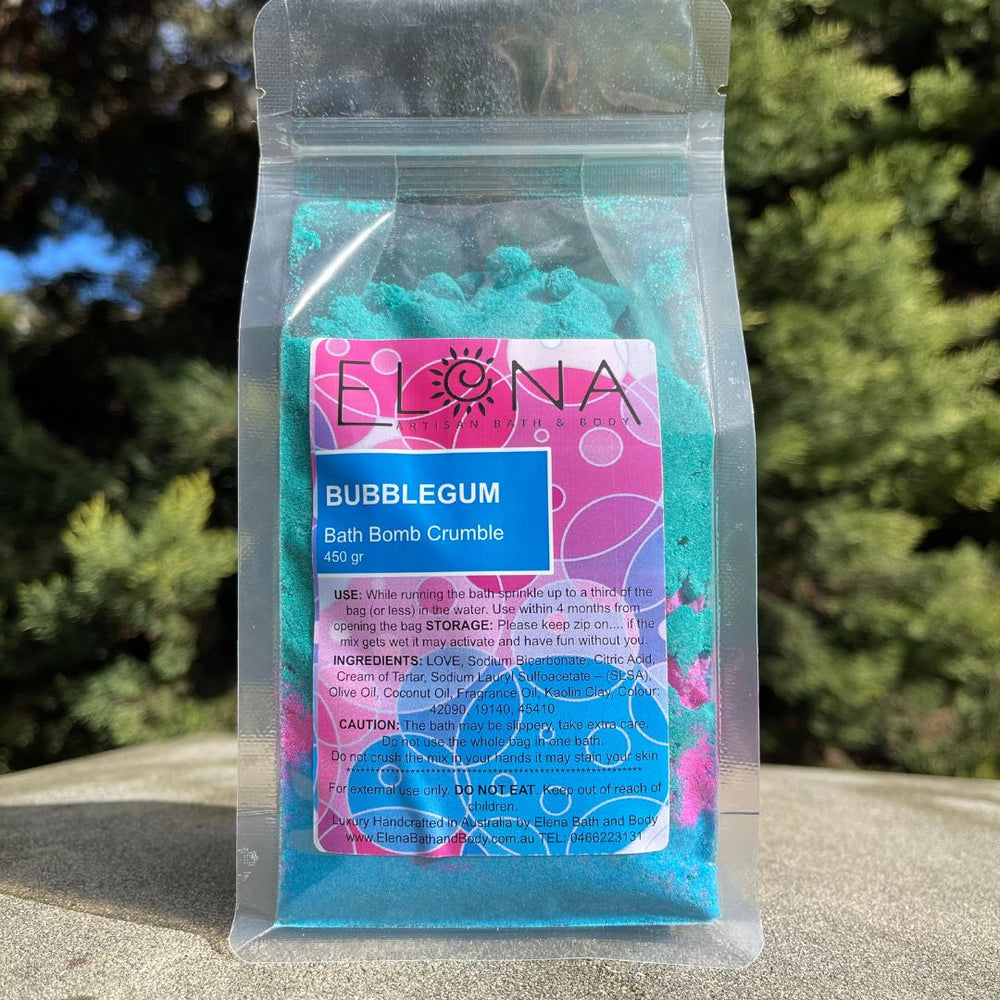 ELONA
ARTISAN BATH & BODY
BUBBLEGUM
Bath Bomb Crumble
450 gr
USE: While running the bath sprinkle up to a third of the
bag (or less) in the water. Use within 4 months from
opening the bag STORAGE: Please keep zip on.... if the
mix gets wet it may activate and have fun without you.
INGREDIENTS: LOVE, Sodium Bicarbonate, Citric Acid,
Cream of Tartar, Sodium Lauryl Sulfoacetate – (SLSA),
Olive Oil, Coconut Oil, Fragrance Oil, Kaolin Clay, Colour:
42090, 19140, 45410
CAUTION: The bath may be slippery, take extra care.
Do not use the whole bag in one bath.
Do not crush the mix in your hands it may stain your skin
************************************************************
For external use only. DO NOT EAT. Keep out of reach of
children.
Luxury Handcrafted in Australia by Elena Bath and Body
www.ElenaBathandBody.com.au TEL: 0466223131